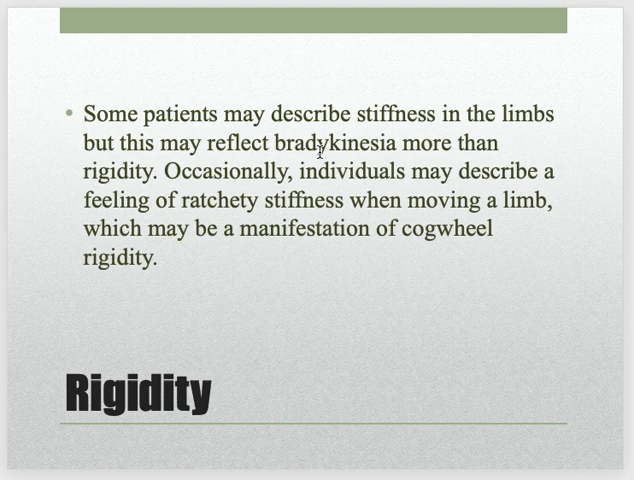 Some patients may describe stiffness in the limbs
but this may reflect bradykinesia more than
rigidity. Occasionally, individuals may describe a
feeling of ratchety stiffness when moving a limb,
which may be a manifestation of cogwheel
rigidity.
Rigidity